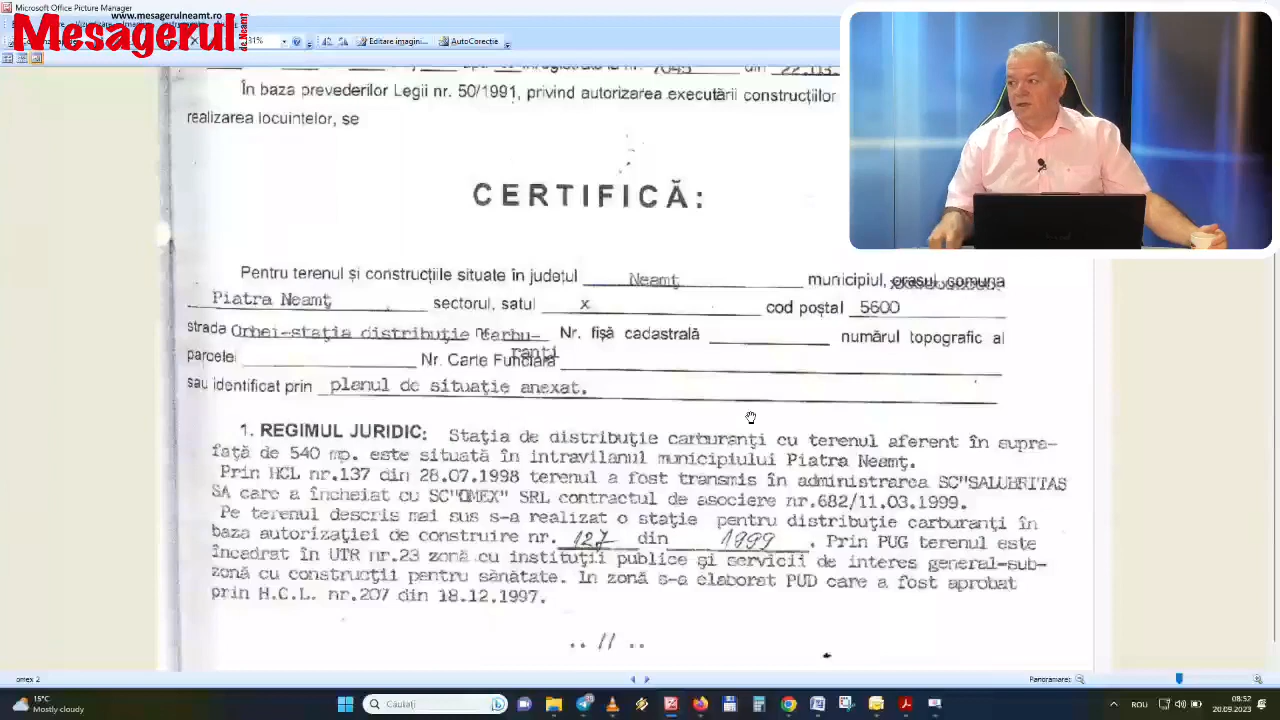 Microsoft Office Picture Manager
www.mesagerulneamt.ro
Mesagerul
de Neamț
Editare imagini... AutoCorecție
În baza prevederilor Legii nr. 50/1991, privind autorizarea executării construcțiilor
realizarea locuințelor, se
CERTIFICĂ:
Pentru terenul și construcțiile situate în județul Neamț municipiul, orașul, comuna
Piatra Neamț sectorul, satul x cod poștal 5600
strada Orhei-stația distribuție carbu- Nr. fișă cadastrală numărul topografic al
ranți
parcelei Nr. Carte Funciară
sau identificat prin planul de situație anexat.
1. REGIMUL JURIDIC: Stația de distribuție carburanți cu terenul aferent în supra-
față de 540 mp. este situată în intravilanul municipiului Piatra Neamț.
Prin HCL nr.137 din 28.07.1998 terenul a fost transmis în administrarea SC"SALUBRITAS
SA care a încheiat cu SC"OMEX" SRL contractul de asociere nr.682/11.03.1999.
Pe terenul descris mai sus s-a realizat o stație pentru distribuție carburanți în
baza autorizației de construire nr. 127 din 1999. Prin PUG terenul este
încadrat în UTR nr.23 zonă cu instituții publice și servicii de interes general-sub-
zonă cu construcții pentru sănătate. In zonă s-a elaborat PUD care a fost aprobat
prin H.C.L. nr.207 din 18.12.1997.
.. // ..
omex 2
Panoramare:
15°C
Mostly cloudy
Căutați
ROU
08:52
20.09.2023